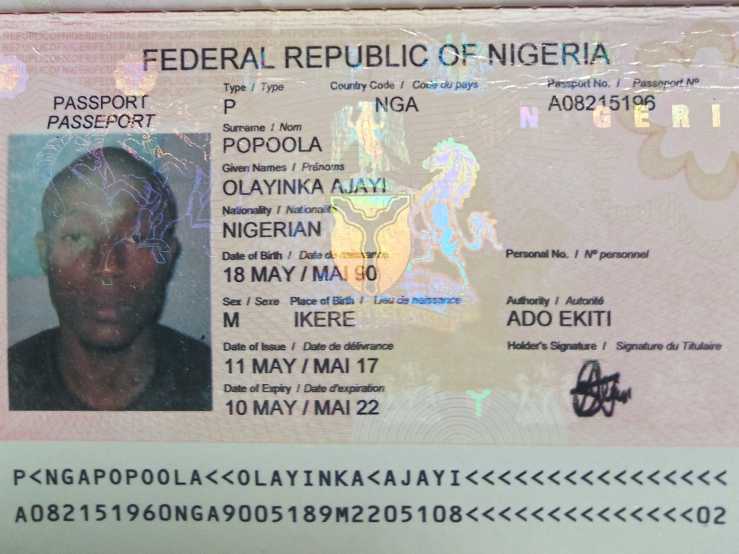 FEDERAL REPUBLIC OF NIGERIA
PASSPORT
PASSEPORT
Type / Type Country Code / Code du pays Passport No. / Passeport Nº
P NGA A08215196
NIGERI
Surname / Nom
POPOOLA
Given Names / Prénoms
OLAYINKA AJAYI
Nationality / Nationalité
NIGERIAN
Date of Birth / Date de naissance Personal No. / Nº personnel
18 MAY / MAI 90
Sex / Sexe Place of Birth / Lieu de naissance Authority / Autorité
M IKERE ADO EKITI
Date of Issue / Date de délivrance Holder's Signature / Signature du Titulaire
11 MAY / MAI 17
Date of Expiry / Date d'expiration
10 MAY / MAI 22
P<NGAPOPOOLA<<OLAYINKA<AJAYI<<<<<<<<<<<<<<<<
A082151960NGA9005189M2205108<<<<<<<<<<<<<<02